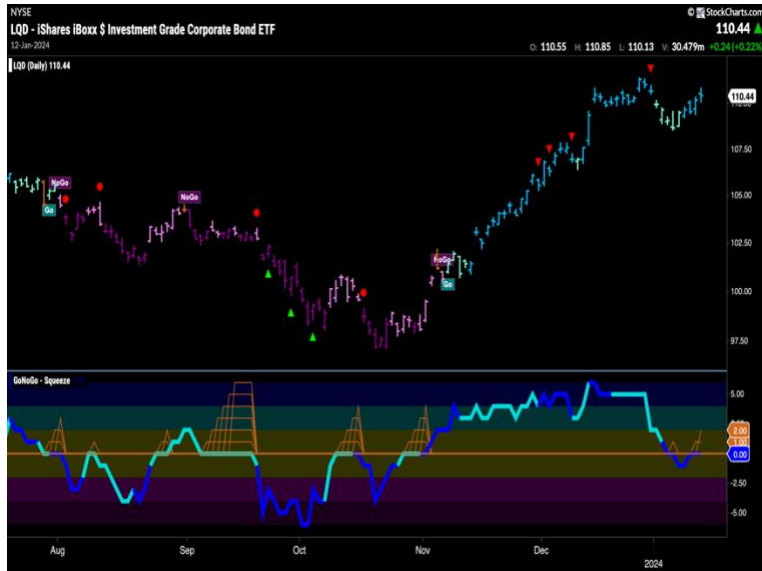 NYSE
© StockCharts.com
LQD - iShares iBoxx $ Investment Grade Corporate Bond ETF
110.44
12-Jan-2024
O: 110.55 H: 110.85 L: 110.13 V: 30.479m +0.24 (+0.22%)
LQD (Daily) 110.44
110.44
107.50
105.00
102.50
100.00
97.50
NoGo
Go
NoGo
NoGo
Go
GoNoGo - Squeeze
5.00
2.00
1.00
0.00
-2.50
-5.00
Aug Sep Oct Nov Dec 2024